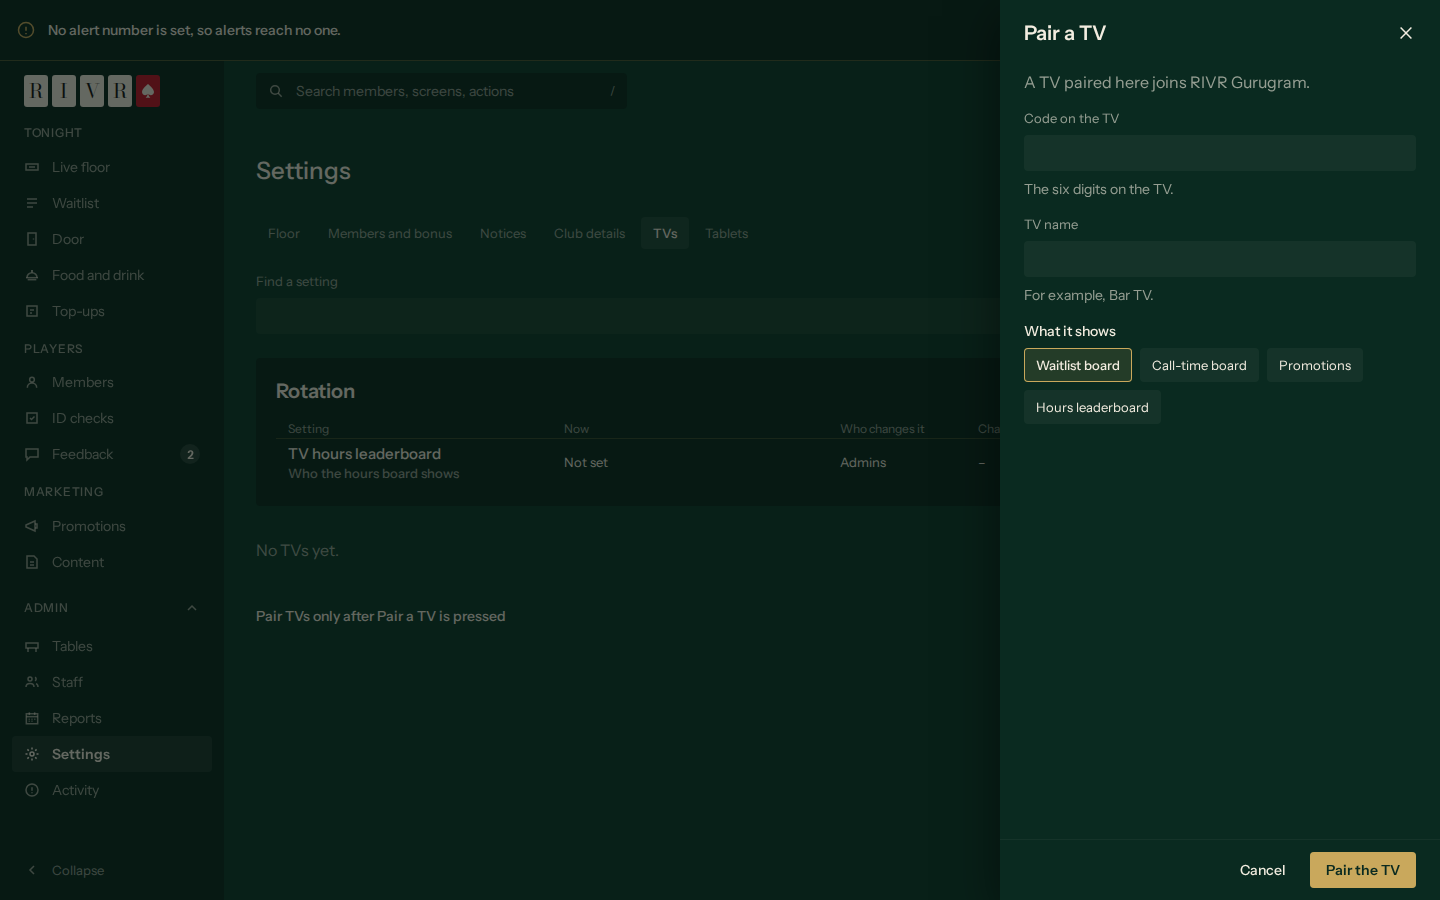 No alert number is set, so alerts reach no one.
RIVR
Search members, screens, actions /
TONIGHT
Live floor
Waitlist
Door
Food and drink
Top-ups
PLAYERS
Members
ID checks
Feedback 2
MARKETING
Promotions
Content
ADMIN
Tables
Staff
Reports
Settings
Activity
Collapse
Settings
Floor Members and bonus Notices Club details TVs Tablets
Find a setting
Rotation
Setting Now Who changes it
TV hours leaderboard Not set Admins –
Who the hours board shows
No TVs yet.
Pair TVs only after Pair a TV is pressed
Pair a TV
A TV paired here joins RIVR Gurugram.
Code on the TV
The six digits on the TV.
TV name
For example, Bar TV.
What it shows
Waitlist board Call-time board Promotions
Hours leaderboard
Cancel Pair the TV